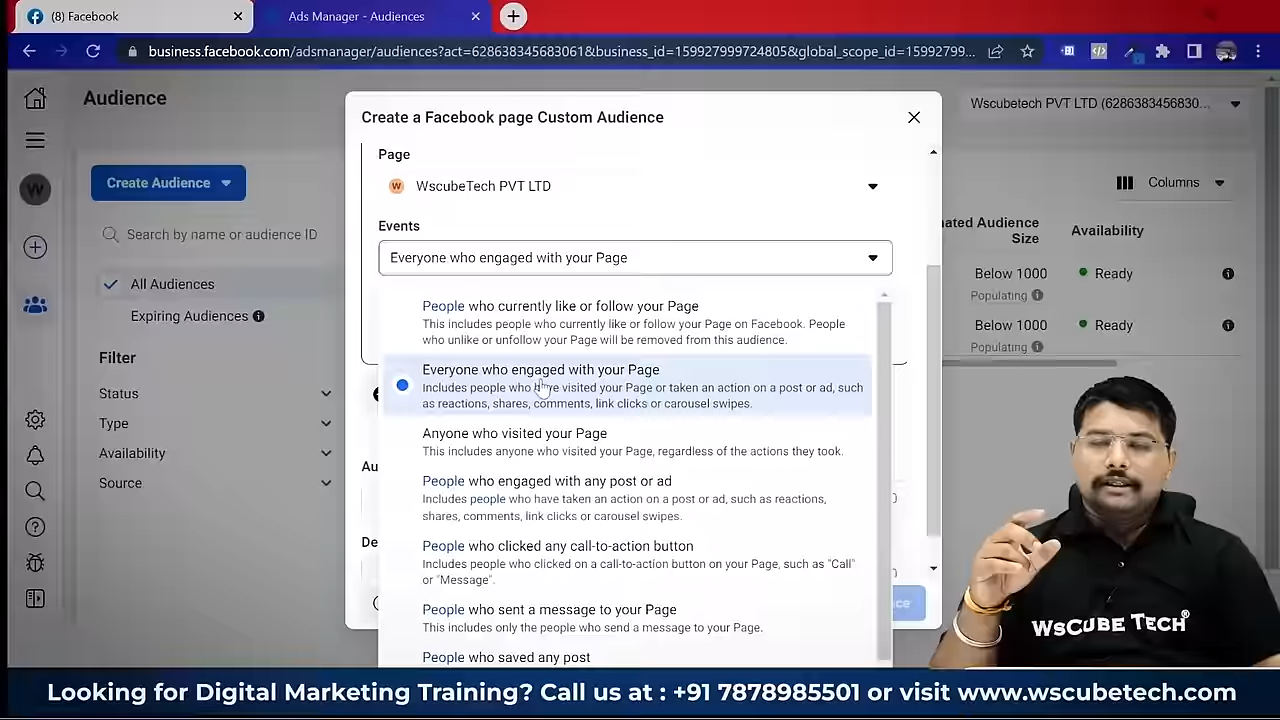 (8) Facebook
Ads Manager - Audiences
business.facebook.com/adsmanager/audiences?act=628638345683061&business_id=159927999724805&global_scope_id=1599279...
Audience
Create a Facebook page Custom Audience
Wscubetech PVT LTD (6286383456830...
Page
W
WscubeTech PVT LTD
W
Create Audience
Columns
Events
Search by name or audience ID
Everyone who engaged with your Page
ated Audience
Size
Availability
All Audiences
Below 1000
Ready
Populating
Expiring Audiences
Below 1000
Ready
Populating
People who currently like or follow your Page
This includes people who currently like or follow your Page on Facebook. People
who unlike or unfollow your Page will be removed from this audience.
Filter
Status
Type
Availability
Source
Everyone who engaged with your Page
Includes people who have visited your Page or taken an action on a post or ad, such
as reactions, shares, comments, link clicks or carousel swipes.
Anyone who visited your Page
This includes anyone who visited your Page, regardless of the actions they took.
Au
People who engaged with any post or ad
Includes people who have taken an action on a post or ad, such as reactions,
shares, comments, link clicks or carousel swipes.
De
People who clicked any call-to-action button
Includes people who clicked on a call-to-action button on your Page, such as "Call"
or "Message".
People who sent a message to your Page
This includes only the people who send a message to your Page.
ce
People who saved any post
WSCUBE TECH®
Looking for Digital Marketing Training? Call us at : +91 7878985501 or visit www.wscubetech.com